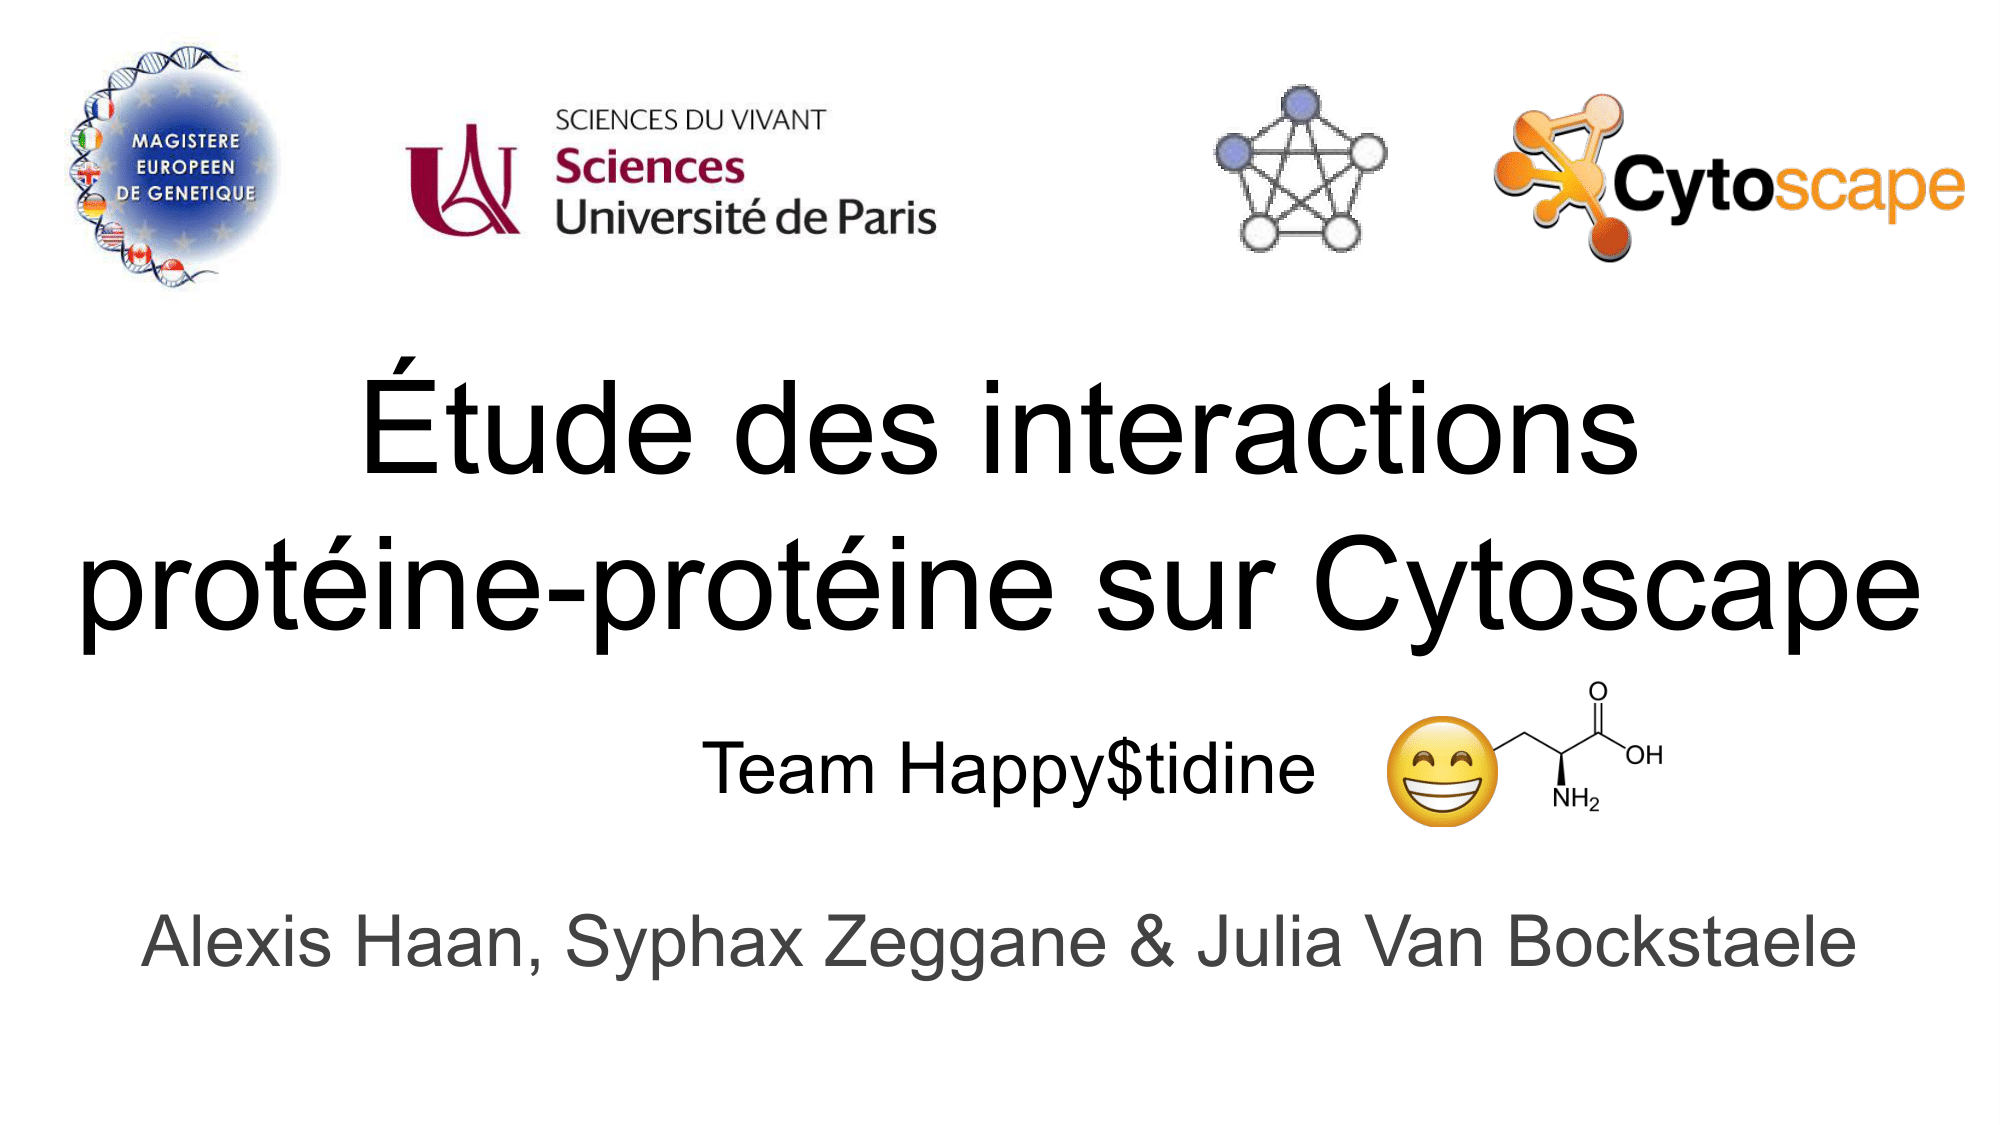 MAGISTERE
EUROPEEN
DE GENETIQUE
SCIENCES DU VIVANT
Sciences
Université de Paris
Cytoscape
Étude des interactions
protéine-protéine sur Cytoscape
Team Happy$tidine
O
OH
NH₂
Alexis Haan, Syphax Zeggane & Julia Van Bockstaele